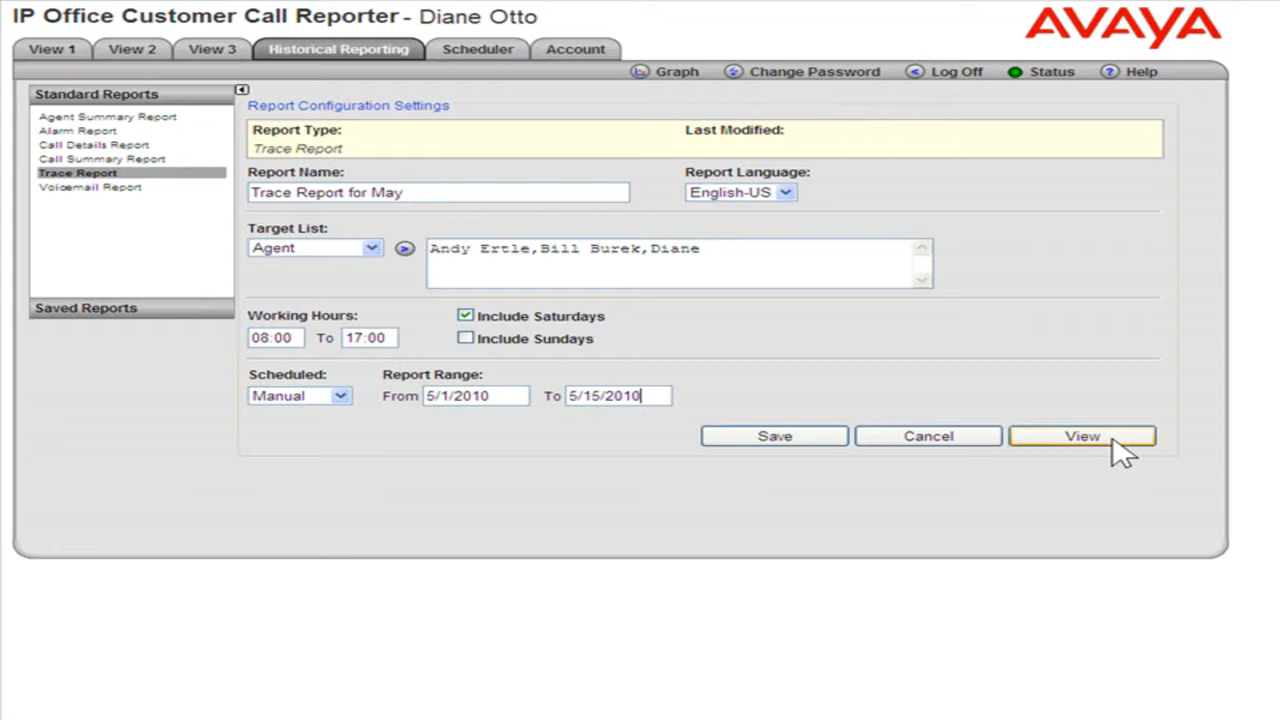 IP Office Customer Call Reporter - Diane Otto
AVAYA
View 1 View 2 View 3 Historical Reporting Scheduler Account
Graph Change Password Log Off Status ? Help
Standard Reports
Agent Summary Report
Alarm Report
Call Details Report
Call Summary Report
Trace Report
Voicemail Report
Saved Reports
Report Configuration Settings
Report Type: Last Modified:
Trace Report
Report Name: Report Language:
Trace Report for May English-US
Target List:
Agent > Andy Ertle,Bill Burek,Diane
Working Hours: Include Saturdays
08:00 To 17:00 Include Sundays
Scheduled: Report Range:
Manual From 5/1/2010 To 5/15/2010
Save Cancel View